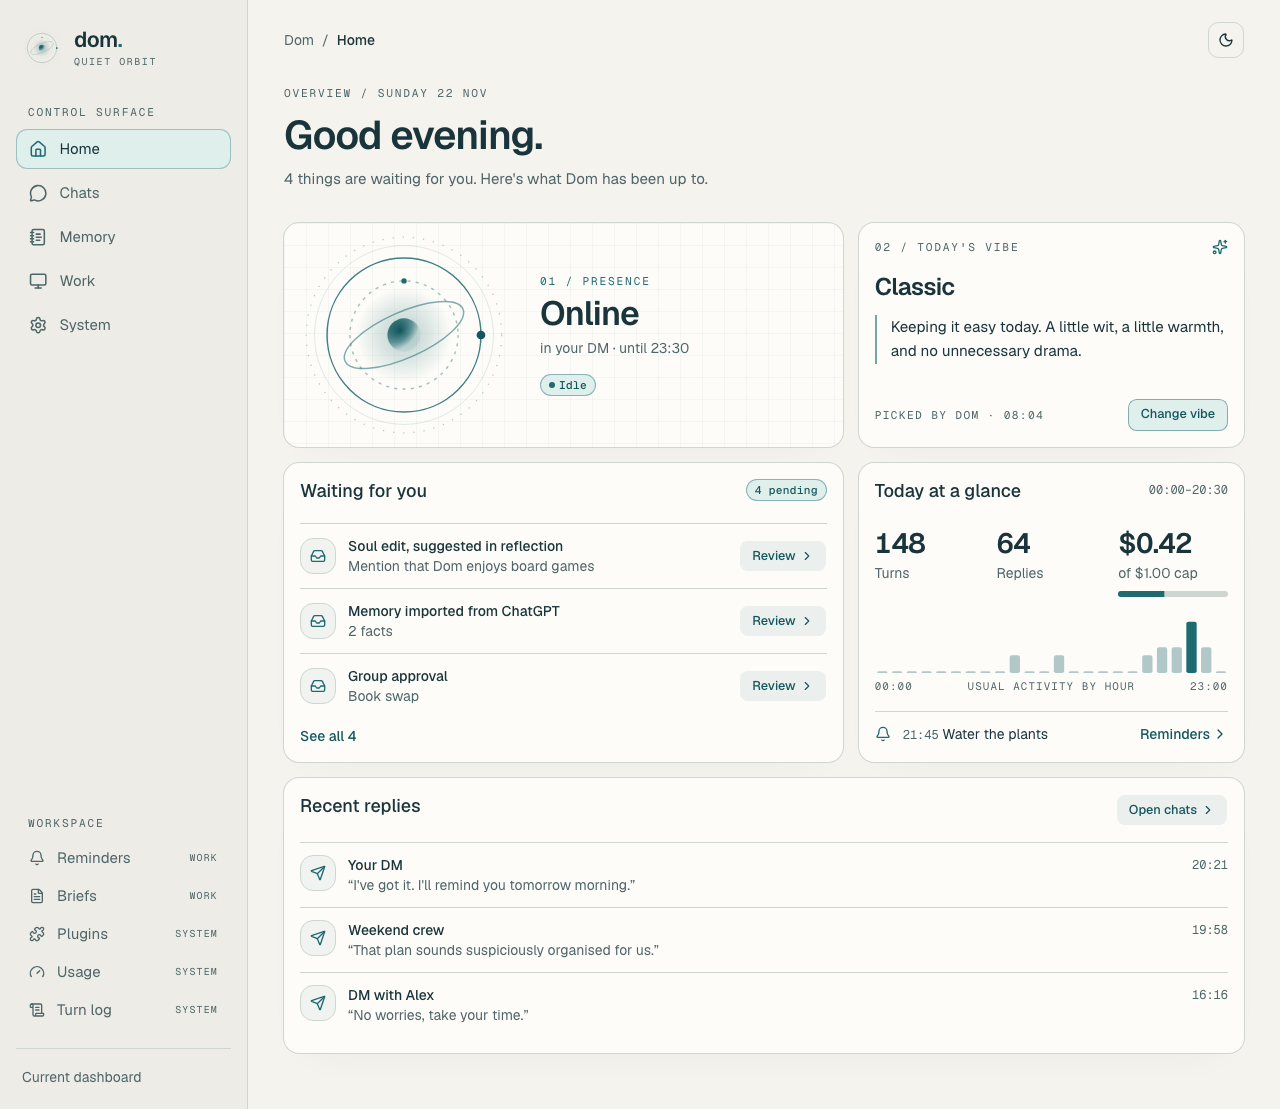 dom.
QUIET ORBIT
CONTROL SURFACE
Home
Chats
Memory
Work
System
WORKSPACE
Reminders WORK
Briefs WORK
Plugins SYSTEM
Usage SYSTEM
Turn log SYSTEM
Current dashboard
Dom / Home
OVERVIEW / SUNDAY 22 NOV
Good evening.
4 things are waiting for you. Here's what Dom has been up to.
01 / PRESENCE
Online
in your DM · until 23:30
Idle
02 / TODAY'S VIBE
Classic
Keeping it easy today. A little wit, a little warmth,
and no unnecessary drama.
PICKED BY DOM · 08:04
Change vibe
Waiting for you
4 pending
Soul edit, suggested in reflection
Mention that Dom enjoys board games
Review
Memory imported from ChatGPT
2 facts
Review
Group approval
Book swap
Review
See all 4
Today at a glance
00:00–20:30
148 64 $0.42
Turns Replies of $1.00 cap
00:00 USUAL ACTIVITY BY HOUR 23:00
21:45 Water the plants
Reminders
Recent replies
Open chats
Your DM 20:21
“I've got it. I'll remind you tomorrow morning.”
Weekend crew 19:58
“That plan sounds suspiciously organised for us.”
DM with Alex 16:16
“No worries, take your time.”